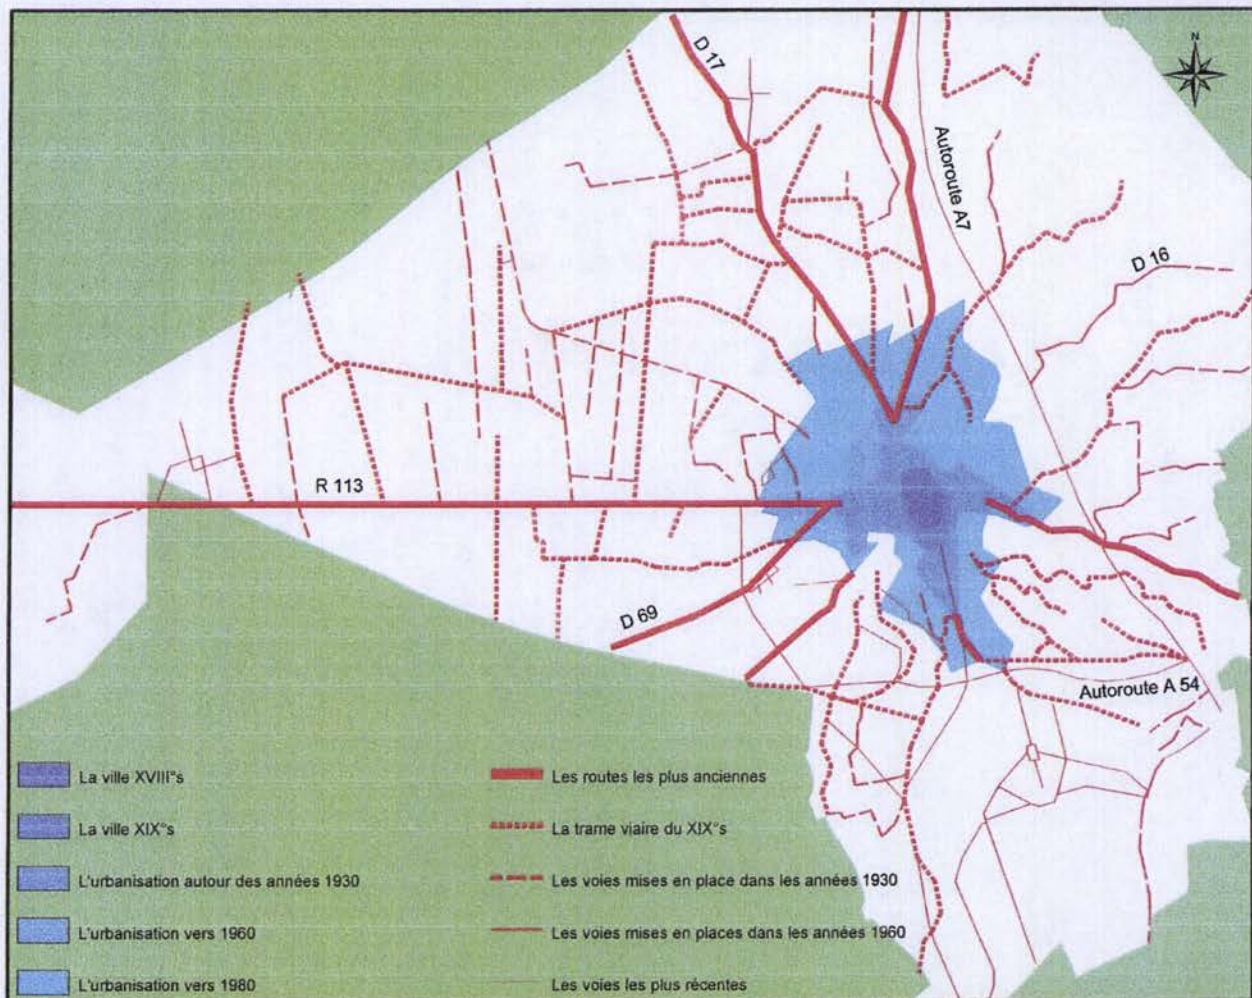 N
D 17
Autoroute A7
D 16
R 113
D 69
Autoroute A 54
La ville XVIII°s
La ville XIX°s
L'urbanisation autour des années 1930
L'urbanisation vers 1960
L'urbanisation vers 1980
Les routes les plus anciennes
La trame viaire du XIX°s
Les voies mises en place dans les années 1930
Les voies mises en places dans les années 1960
Les voies les plus récentes